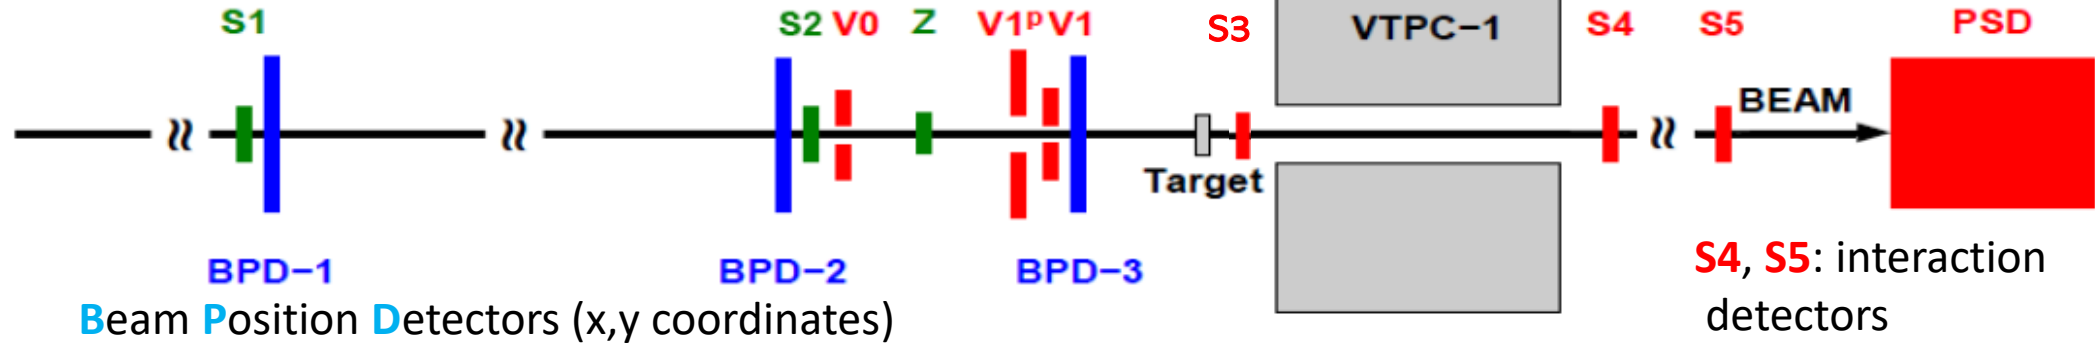 S1 S2 V0 Z V1p V1 S3 VTPC−1 S4 S5 PSD
BEAM
Target
BPD−1 BPD−2 BPD−3
S4, S5: interaction
detectors
Beam Position Detectors (x,y coordinates)